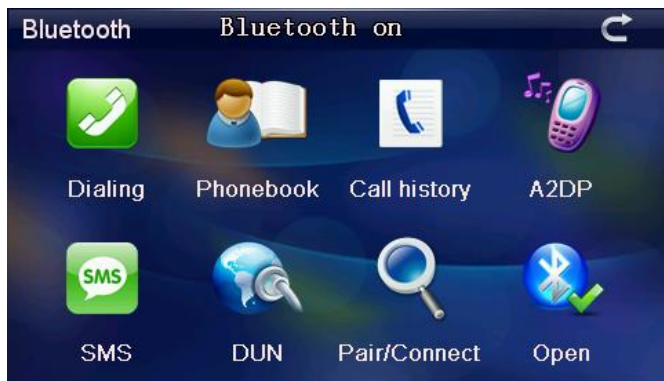 Bluetooth Bluetooth on
Dialing Phonebook Call history A2DP
SMS
SMS DUN Pair/Connect Open